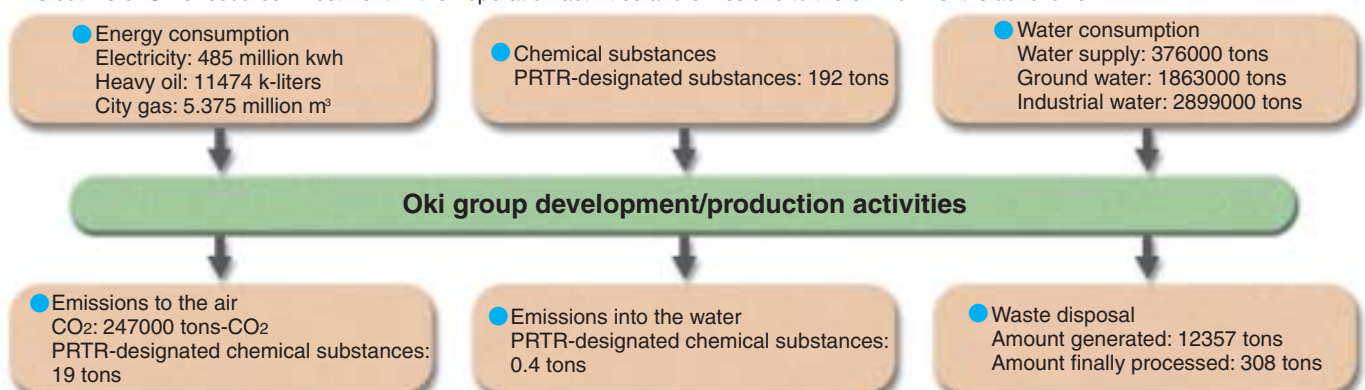 Energy consumption
Electricity: 485 million kwh
Heavy oil: 11474 k-liters
City gas: 5.375 million m³
Chemical substances
PRTR-designated substances: 192 tons
Water consumption
Water supply: 376000 tons
Ground water: 1863000 tons
Industrial water: 2899000 tons
Oki group development/production activities
Emissions to the air
CO2: 247000 tons-CO2
PRTR-designated chemical substances:
19 tons
Emissions into the water
PRTR-designated chemical substances:
0.4 tons
Waste disposal
Amount generated: 12357 tons
Amount finally processed: 308 tons